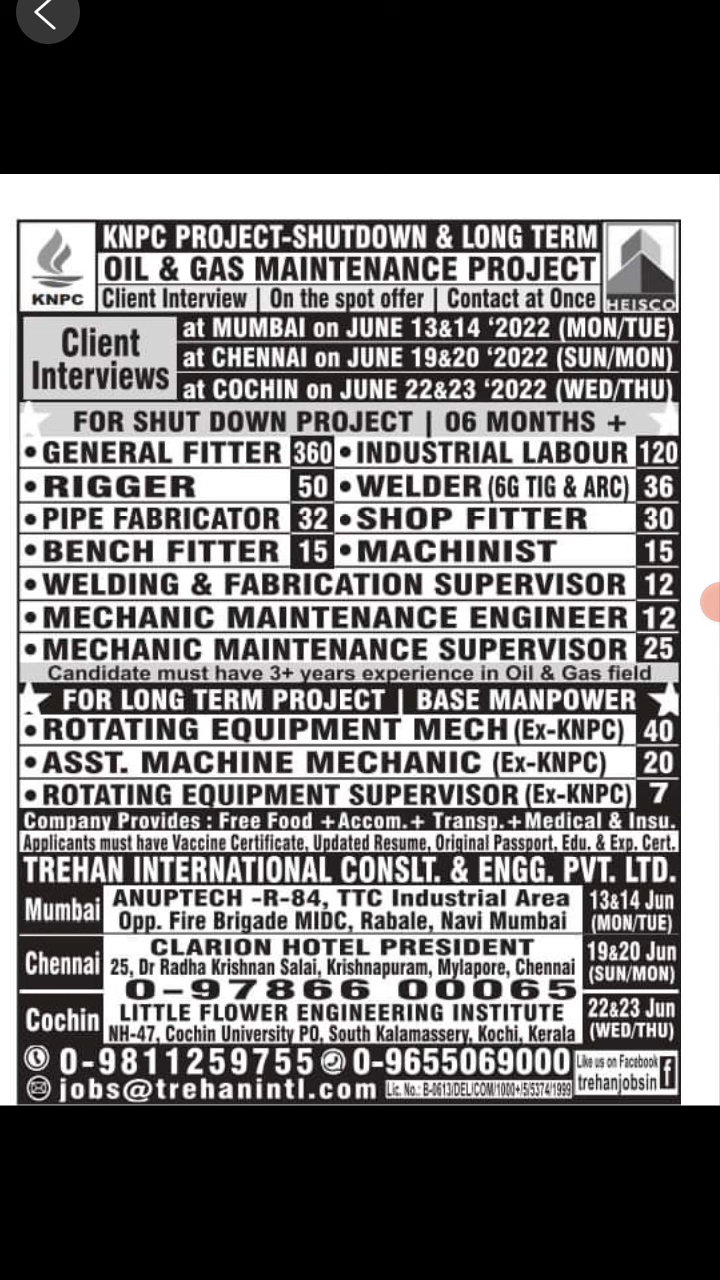 KNPC PROJECT-SHUTDOWN & LONG TERM
OIL & GAS MAINTENANCE PROJECT
KNPC
Client Interview | On the spot offer | Contact at Once
HEISCO
Client Interviews
at MUMBAI on JUNE 13&14 ‘2022 (MON/TUE)
at CHENNAI on JUNE 19&20 ‘2022 (SUN/MON)
at COCHIN on JUNE 22&23 ‘2022 (WED/THU)
FOR SHUT DOWN PROJECT | 06 MONTHS +
• GENERAL FITTER 360 • INDUSTRIAL LABOUR 120
• RIGGER 50 • WELDER (6G TIG & ARC) 36
• PIPE FABRICATOR 32 • SHOP FITTER 30
• BENCH FITTER 15 • MACHINIST 15
• WELDING & FABRICATION SUPERVISOR 12
• MECHANIC MAINTENANCE ENGINEER 12
• MECHANIC MAINTENANCE SUPERVISOR 25
Candidate must have 3+ years experience in Oil & Gas field
FOR LONG TERM PROJECT | BASE MANPOWER
• ROTATING EQUIPMENT MECH (Ex-KNPC) 40
• ASST. MACHINE MECHANIC (Ex-KNPC) 20
• ROTATING EQUIPMENT SUPERVISOR (Ex-KNPC) 7
Company Provides : Free Food +Accom.+ Transp.+Medical & Insu.
Applicants must have Vaccine Certificate, Updated Resume, Original Passport, Edu. & Exp. Cert.
TREHAN INTERNATIONAL CONSLT. & ENGG. PVT. LTD.
Mumbai
ANUPTECH -R-84, TTC Industrial Area
Opp. Fire Brigade MIDC, Rabale, Navi Mumbai
13&14 Jun
(MON/TUE)
Chennai
CLARION HOTEL PRESIDENT
25, Dr Radha Krishnan Salai, Krishnapuram, Mylapore, Chennai
0-97866 00065
19&20 Jun
(SUN/MON)
Cochin
LITTLE FLOWER ENGINEERING INSTITUTE
NH-47, Cochin University PO, South Kalamassery, Kochi, Kerala
22&23 Jun
(WED/THU)
0-9811259755 0-9655069000
Like us on Facebook
trehanjobsin f
jobs@trehanintl.com
Lic. No.: B-0613/DEL/COM/1000+/5/5374/1999